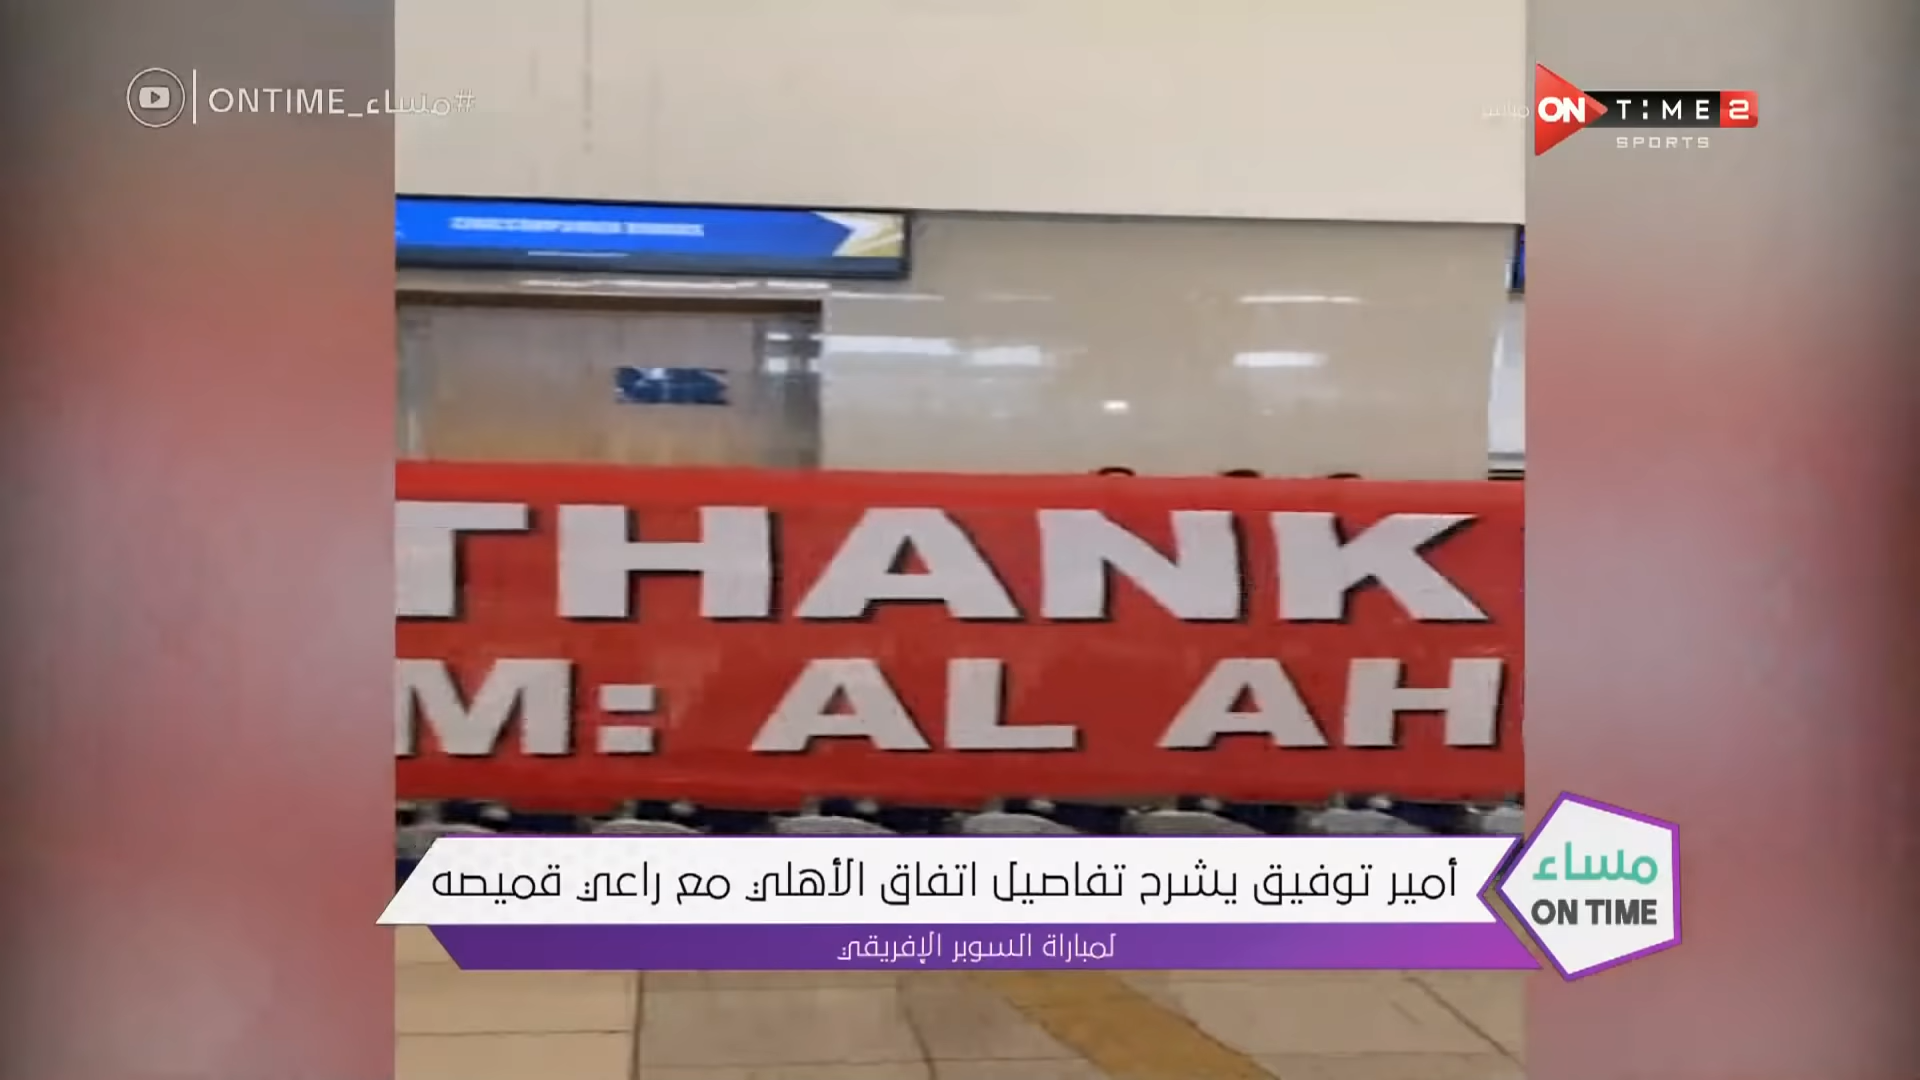 #مساء_ONTIME
مباشر
ON TIME 2
SPORTS
THANK
M: AL AH
أمير توفيق يشرح تفاصيل اتفاق الأهلي مع راعي قميصه
لمباراة السوبر الإفريقي
مساء
ON TIME